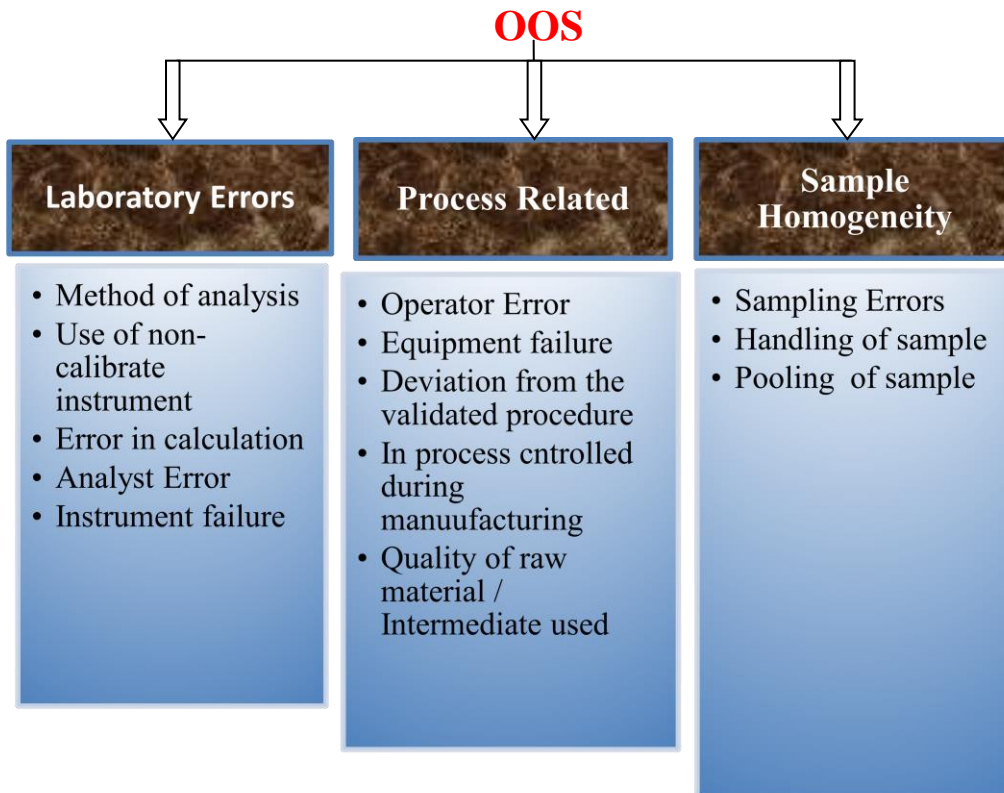 OOS
Laboratory Errors
• Method of analysis
• Use of non-
calibrate
instrument
• Error in calculation
• Analyst Error
• Instrument failure
Process Related
• Operator Error
• Equipment failure
• Deviation from the
validated procedure
• In process cntrolled
during
manuufacturing
• Quality of raw
material /
Intermediate used
Sample
Homogeneity
• Sampling Errors
• Handling of sample
• Pooling of sample